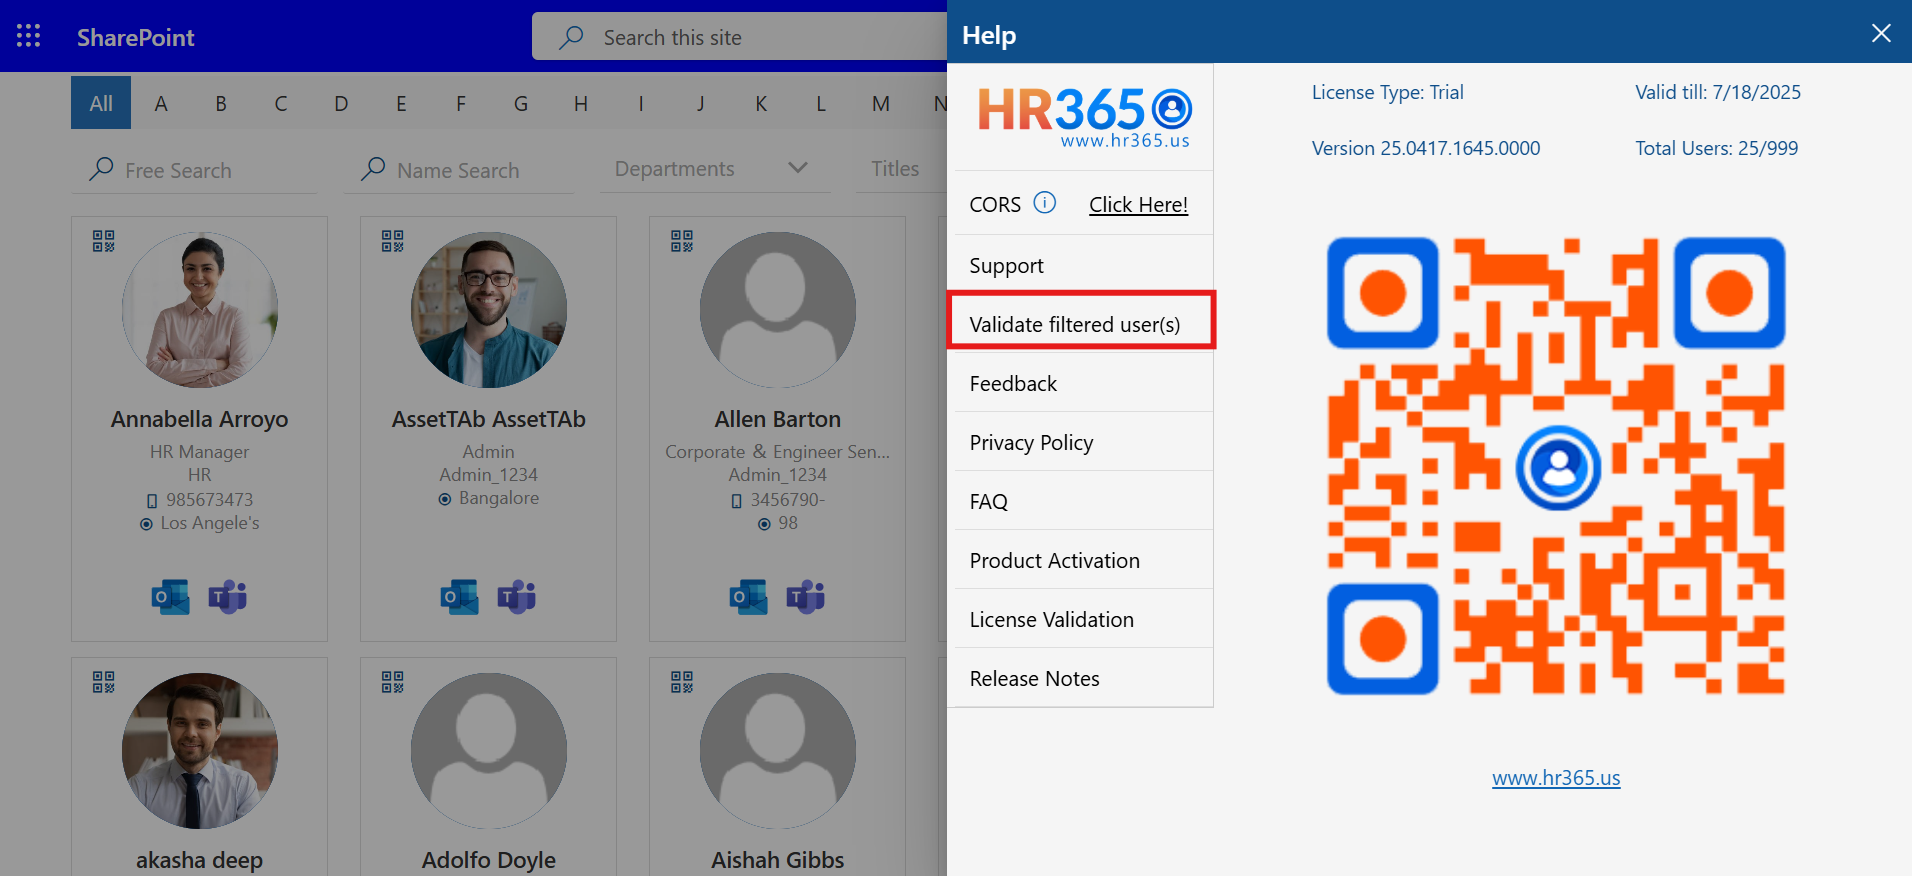 SharePoint
Search this site
All A B C D E F G H I J K L M N
Free Search
Name Search
Departments
Titles
Annabella Arroyo
HR Manager
HR
985673473
Los Angele's
AssetTAb AssetTAb
Admin
Admin_1234
Bangalore
Allen Barton
Corporate & Engineer Sen...
Admin_1234
3456790-
98
akasha deep
Adolfo Doyle
Aishah Gibbs
Help
HR365
www.hr365.us
CORS Click Here!
Support
Validate filtered user(s)
Feedback
Privacy Policy
FAQ
Product Activation
License Validation
Release Notes
License Type: Trial
Valid till: 7/18/2025
Version 25.0417.1645.0000
Total Users: 25/999
www.hr365.us